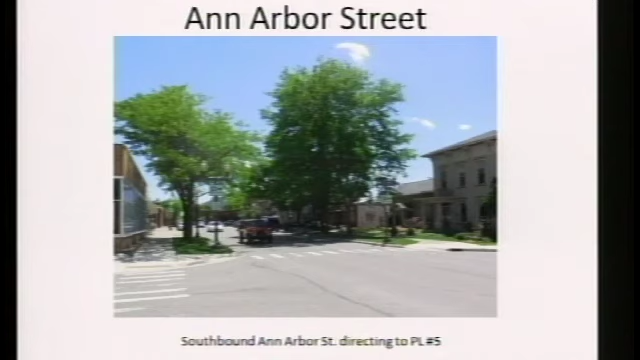 Ann Arbor Street
Southbound Ann Arbor St. directing to PL #5